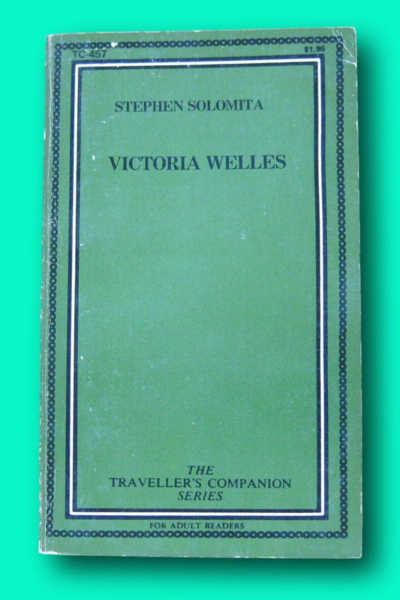 TC-457
$1.95
STEPHEN SOLOMITA
VICTORIA WELLES
THE
TRAVELLER'S COMPANION
SERIES
FOR ADULT READERS